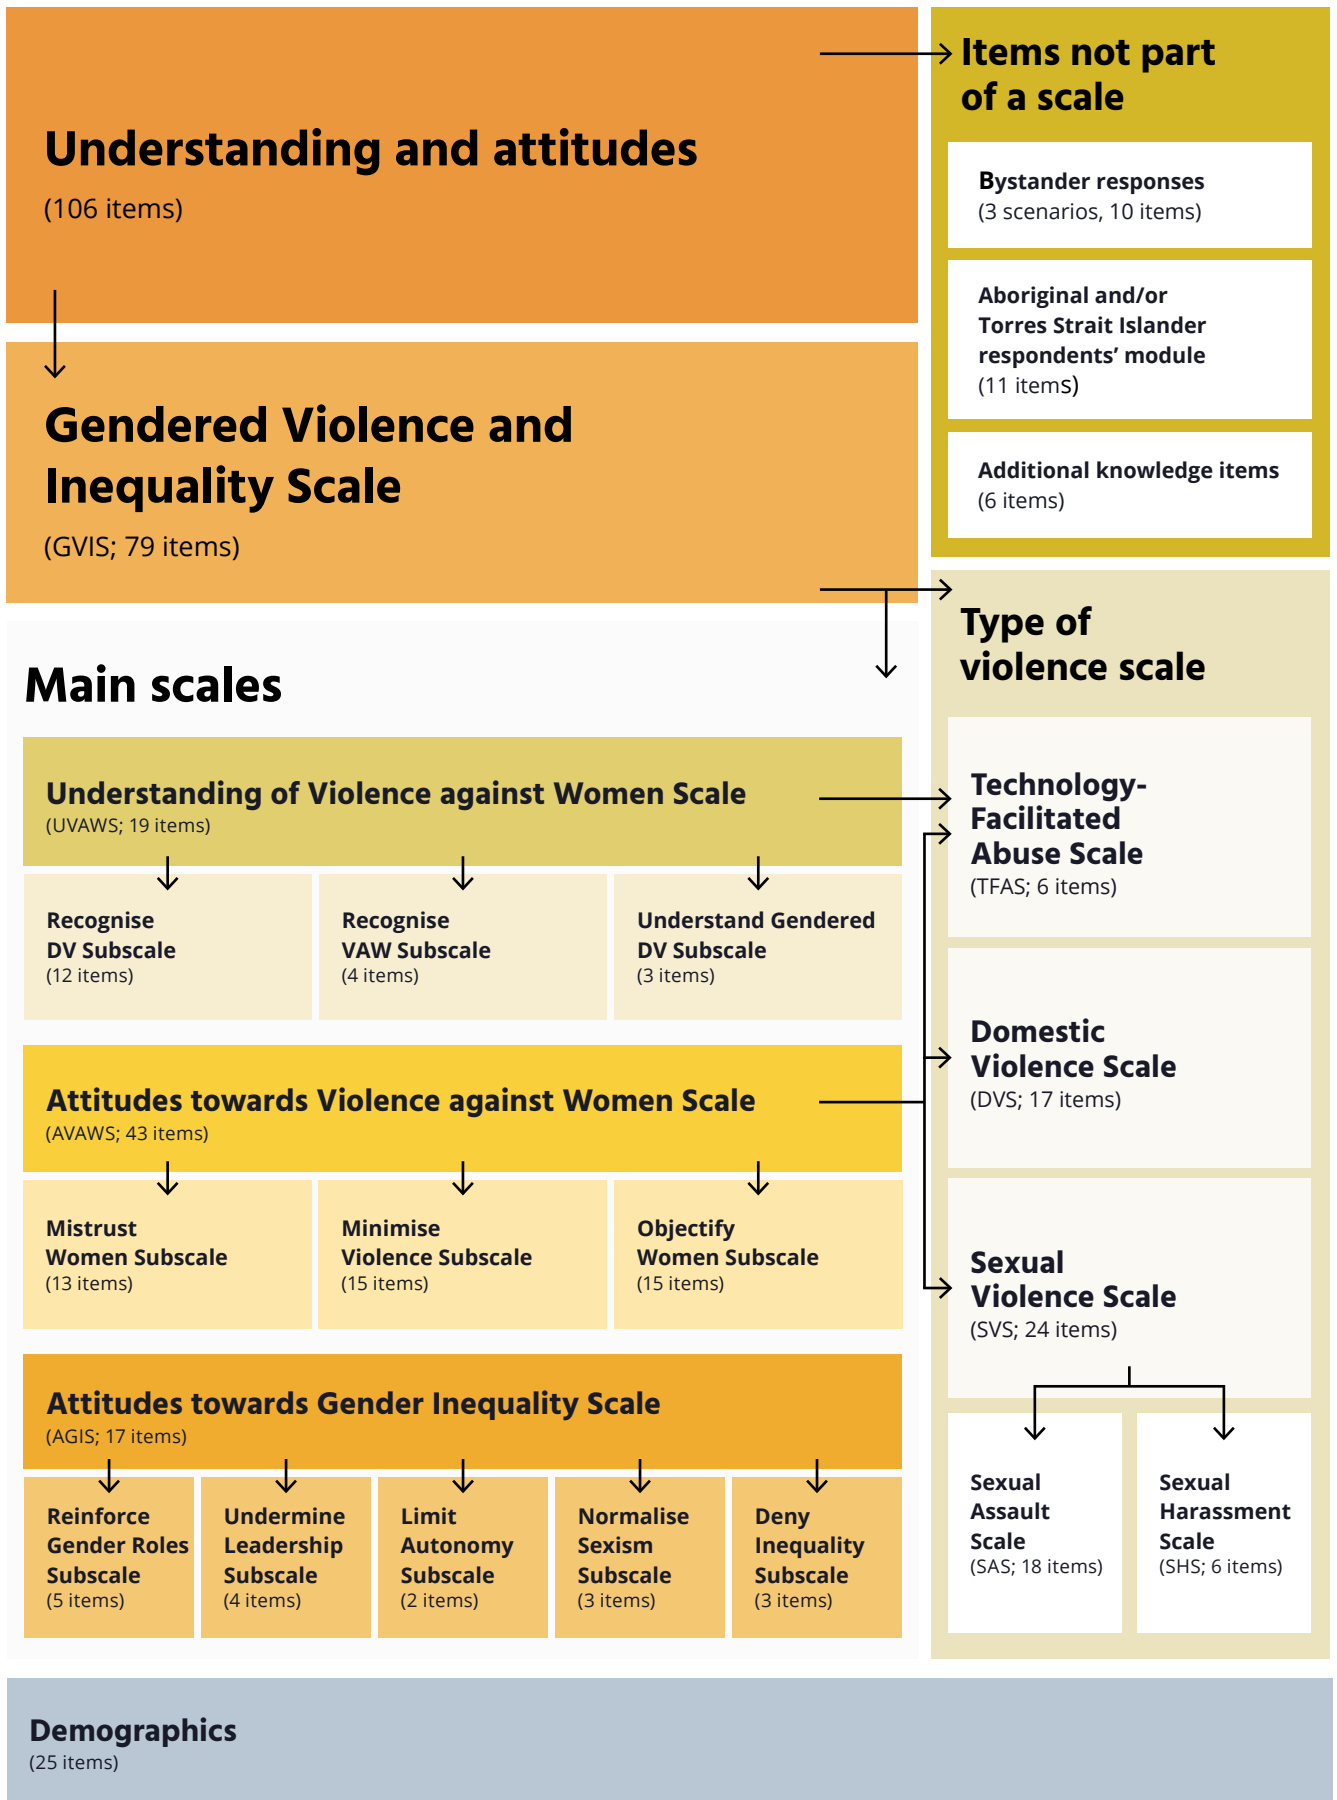 Understanding and attitudes
(106 items)
Items not part
of a scale
Bystander responses
(3 scenarios, 10 items)
Aboriginal and/or
Torres Strait Islander
respondents’ module
(11 items)
Additional knowledge items
(6 items)
Gendered Violence and
Inequality Scale
(GVIS; 79 items)
Main scales
Understanding of Violence against Women Scale
(UVAWS; 19 items)
Recognise
DV Subscale
(12 items)
Recognise
VAW Subscale
(4 items)
Understand Gendered
DV Subscale
(3 items)
Attitudes towards Violence against Women Scale
(AVAWS; 43 items)
Mistrust
Women Subscale
(13 items)
Minimise
Violence Subscale
(15 items)
Objectify
Women Subscale
(15 items)
Attitudes towards Gender Inequality Scale
(AGIS; 17 items)
Reinforce
Gender Roles
Subscale
(5 items)
Undermine
Leadership
Subscale
(4 items)
Limit
Autonomy
Subscale
(2 items)
Normalise
Sexism
Subscale
(3 items)
Deny
Inequality
Subscale
(3 items)
Type of
violence scale
Technology-
Facilitated
Abuse Scale
(TFAS; 6 items)
Domestic
Violence Scale
(DVS; 17 items)
Sexual
Violence Scale
(SVS; 24 items)
Sexual
Assault
Scale
(SAS; 18 items)
Sexual
Harassment
Scale
(SHS; 6 items)
Demographics
(25 items)